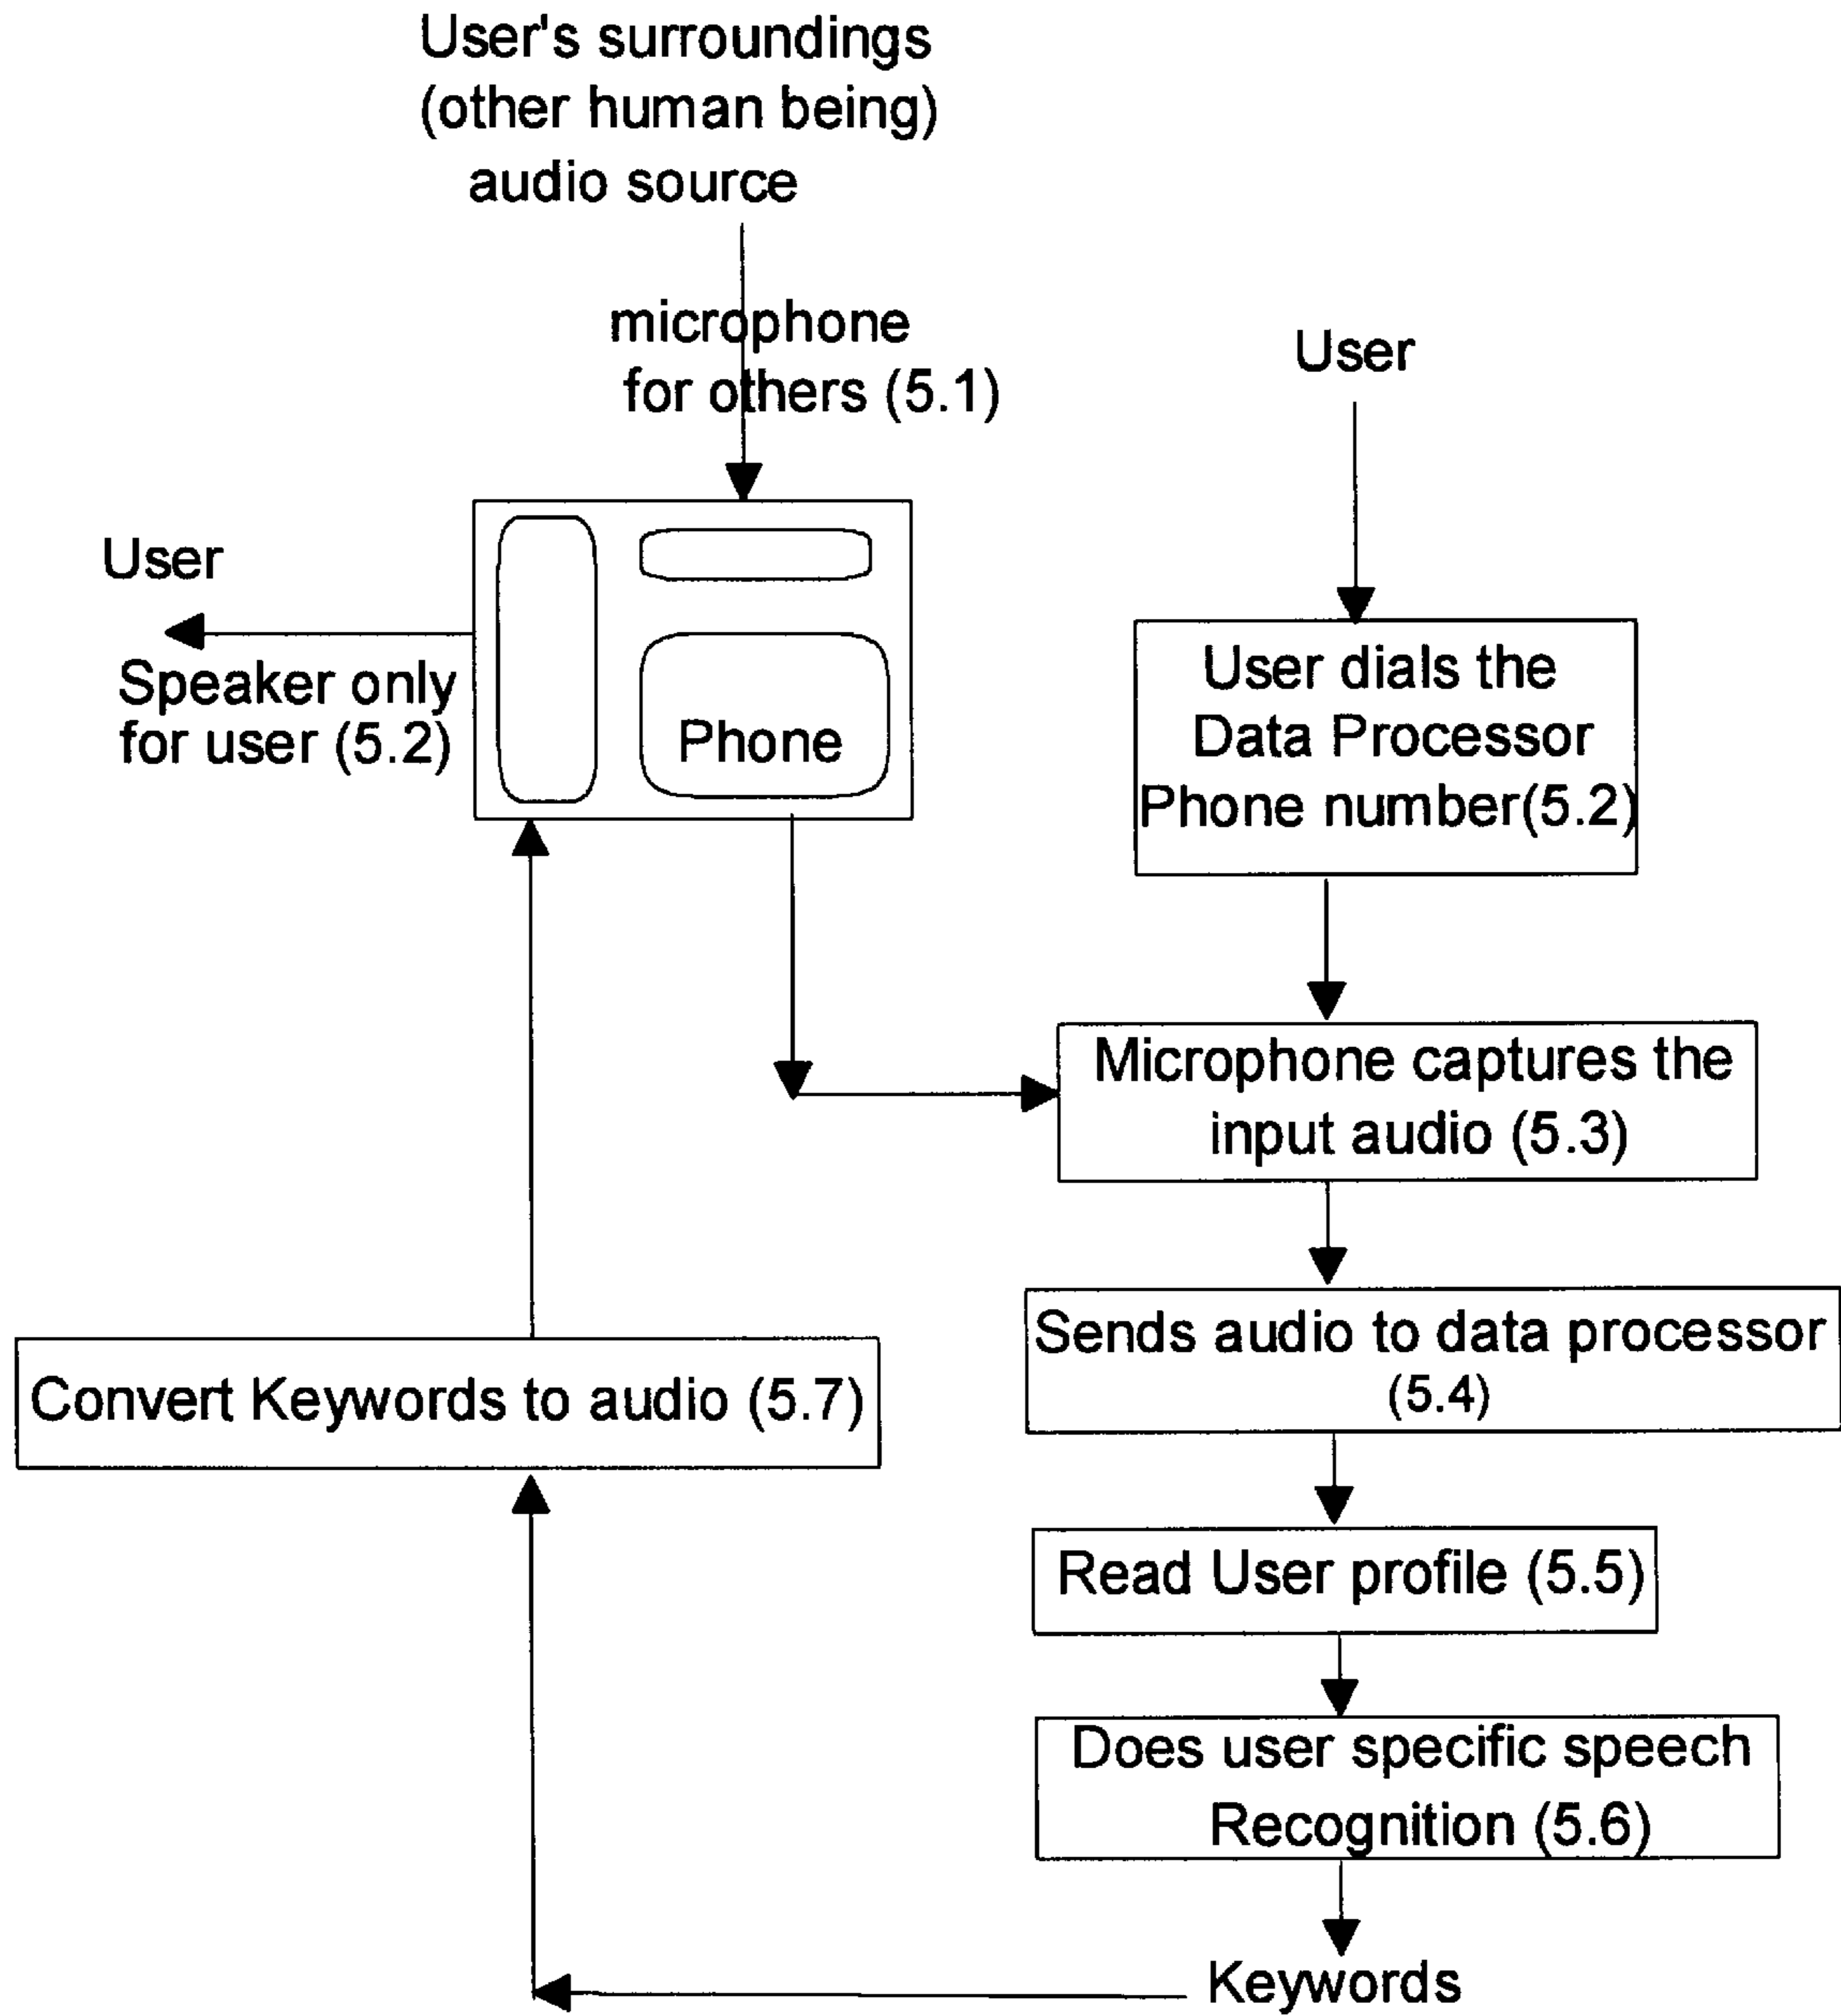 User's surroundings
(other human being)
audio source
microphone
for others (5.1)
User
User
Speaker only
for user (5.2)
Phone
User dials the
Data Processor
Phone number(5.2)
Microphone captures the
input audio (5.3)
Sends audio to data processor
(5.4)
Convert Keywords to audio (5.7)
Read User profile (5.5)
Does user specific speech
Recognition (5.6)
Keywords